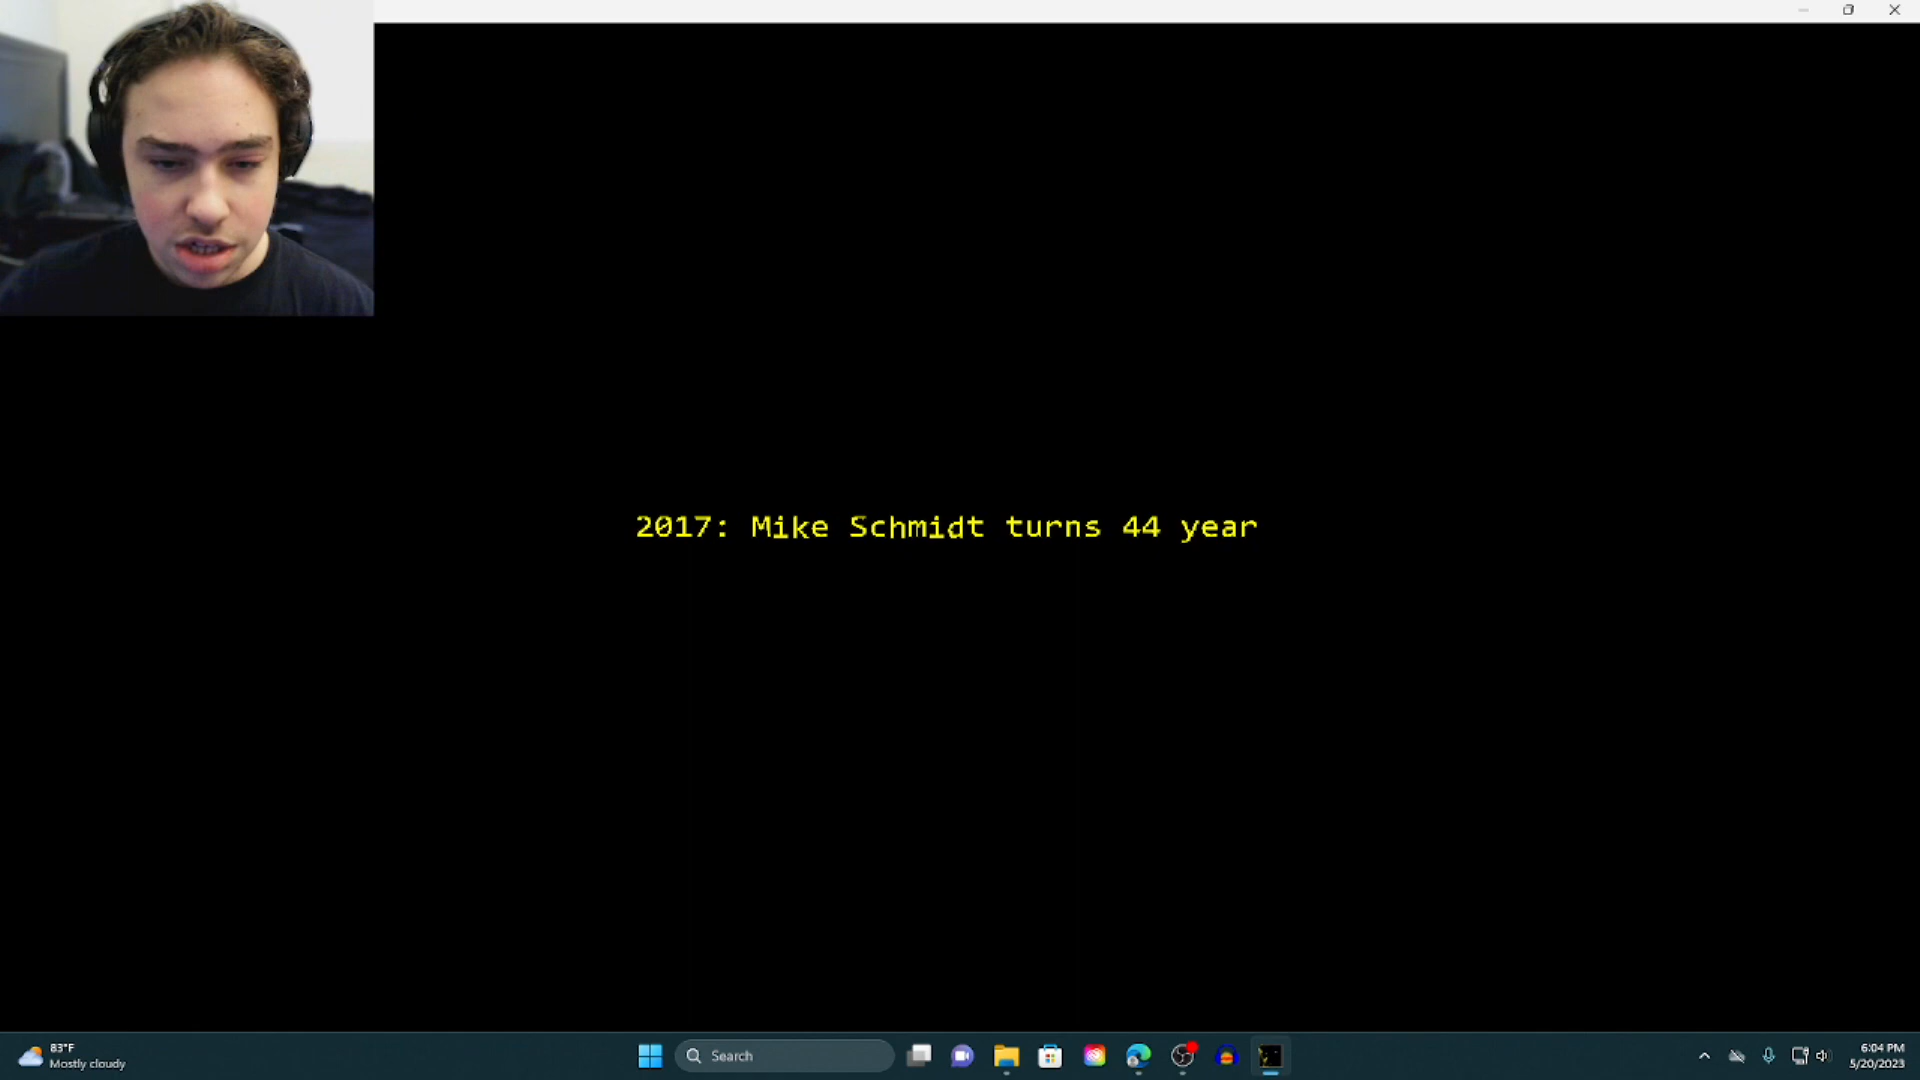 2017: Mike Schmidt turns 44 year
83°F
Mostly cloudy
Search
6:04 PM
5/20/2023